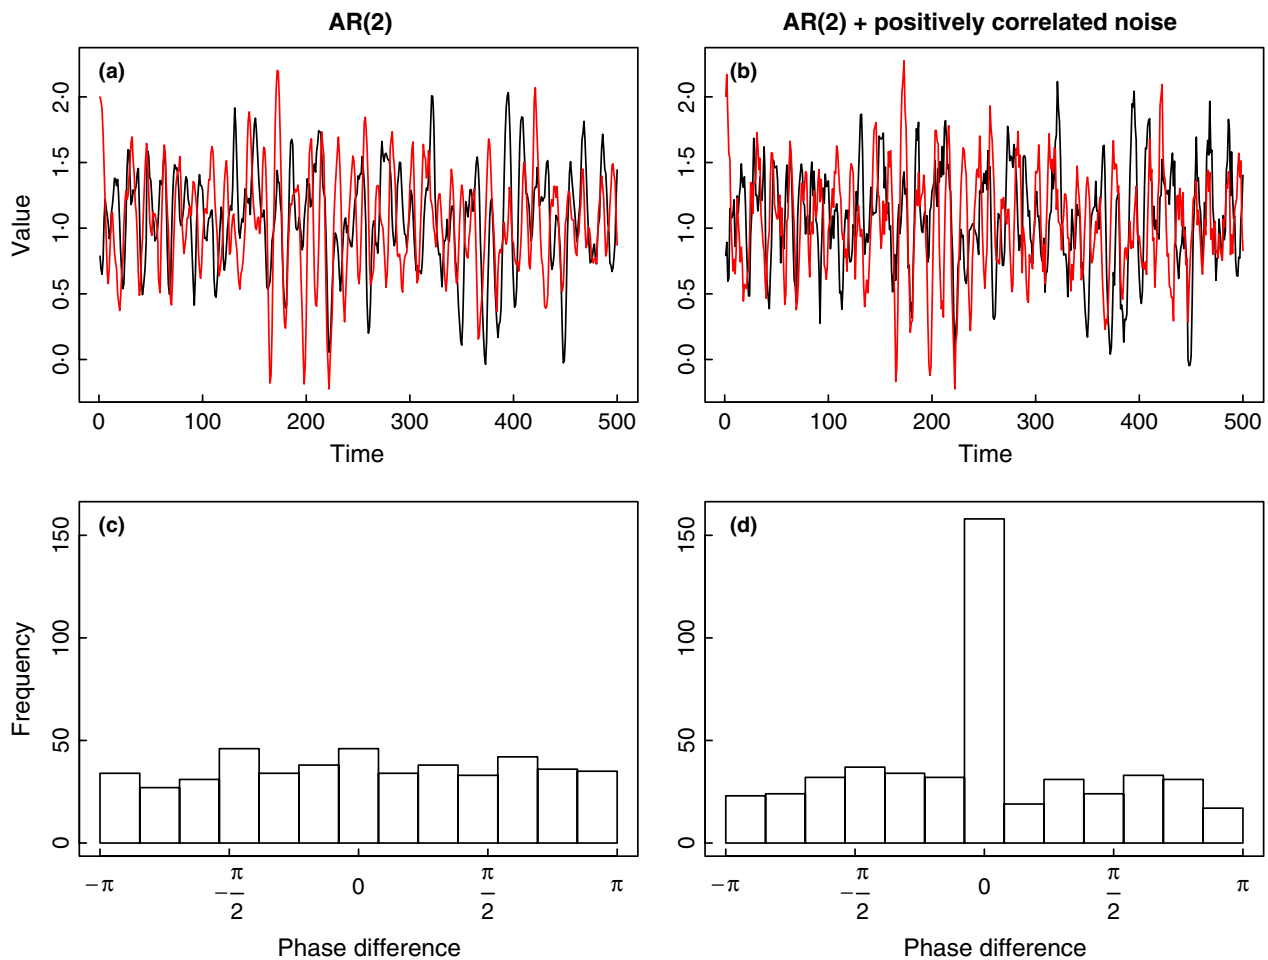 AR(2)
AR(2) + positively correlated noise
(a)
(b)
Value
2·0
1·5
1·0
0·5
0·0
2·0
1·5
1·0
0·5
0·0
0 100 200 300 400 500
0 100 200 300 400 500
Time
Time
(c)
(d)
Frequency
150
100
50
0
150
100
50
0
−π −π/2 0 π/2 π
−π −π/2 0 π/2 π
Phase difference
Phase difference